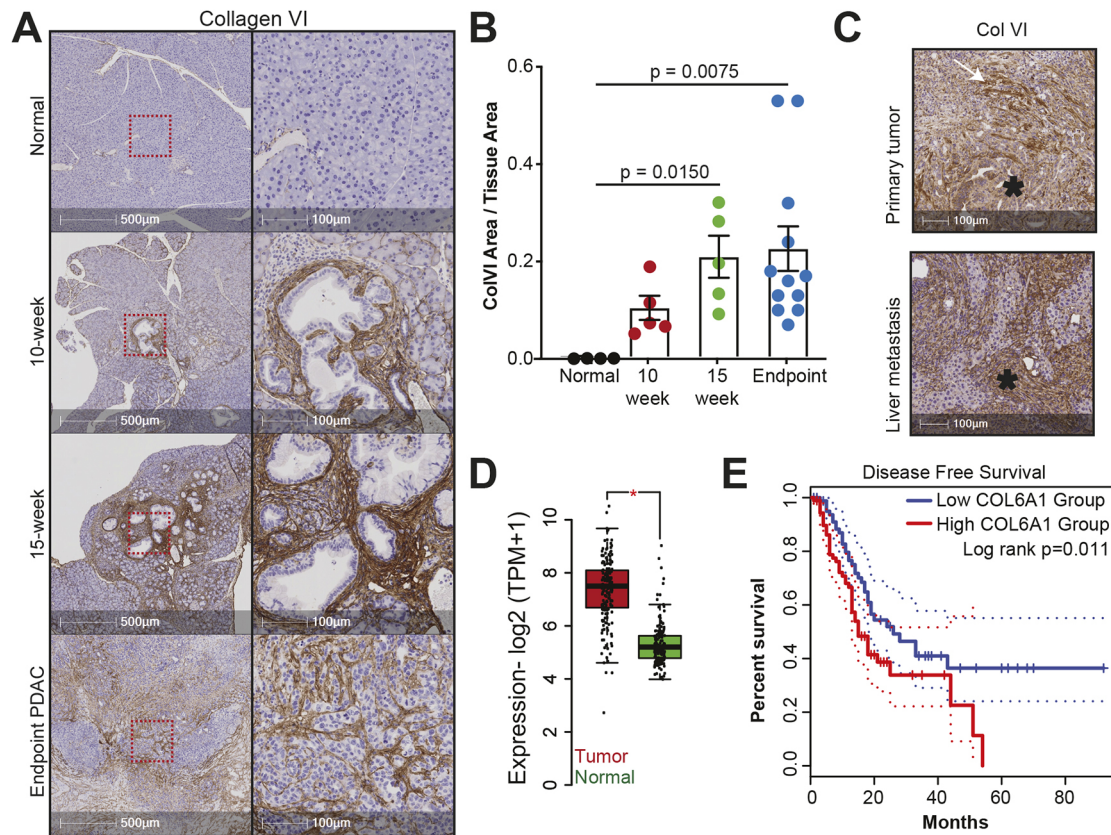 A
Collagen VI
Normal
500µm
100µm
10-week
500µm
100µm
15-week
500µm
100µm
Endpoint PDAC
500µm
100µm
B
ColVI Area / Tissue Area
0.6
0.4
0.2
0.0
p = 0.0075
p = 0.0150
Normal
10
week
15
week
Endpoint
C
Col VI
Primary tumor
100µm
Liver metastasis
100µm
D
Expression- log2 (TPM+1)
10
8
6
4
2
0
*
Tumor
Normal
E
Disease Free Survival
Low COL6A1 Group
High COL6A1 Group
Log rank p=0.011
Percent survival
1.0
0.8
0.6
0.4
0.2
0.0
0
20
40
60
80
Months